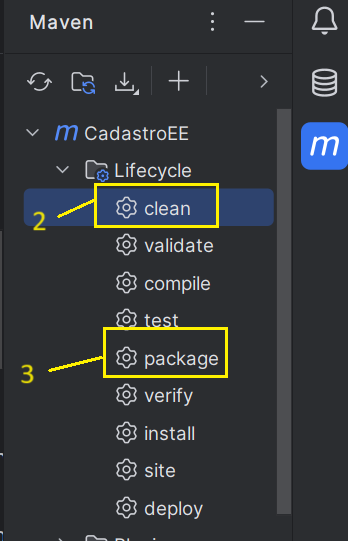 Maven
m CadastroEE
Lifecycle
2 clean
validate
compile
test
3 package
verify
install
site
deploy
m